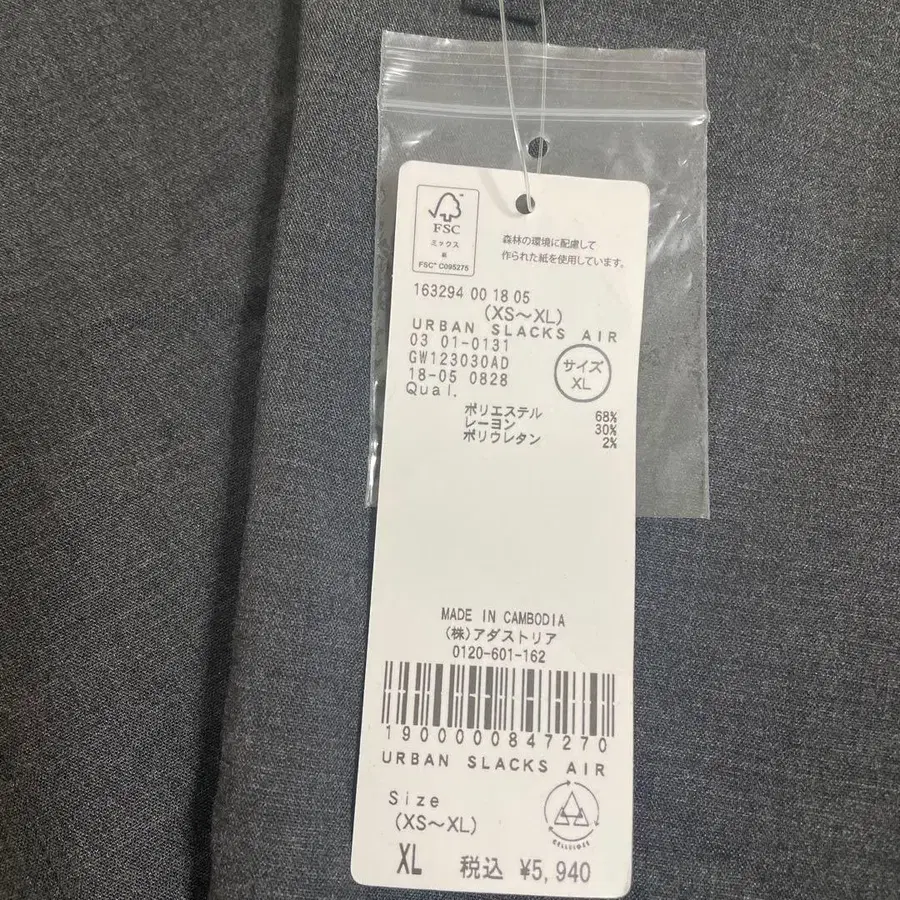 FSC
ミックス
紙
FSC® C095275
森林の環境に配慮して
作られた紙を使用しています。
163294 00 18 05
(XS～XL)
URBAN SLACKS AIR
03 01-0131
GW123030AD
18-05 0828
サイズ
XL
Qual.
ポリエステル 68%
レーヨン 30%
ポリウレタン 2%
MADE IN CAMBODIA
(株)アダストリア
0120-601-162
1900000847270
URBAN SLACKS AIR
Size
(XS～XL)
CELLULOSE
XL 税込 ¥5,940